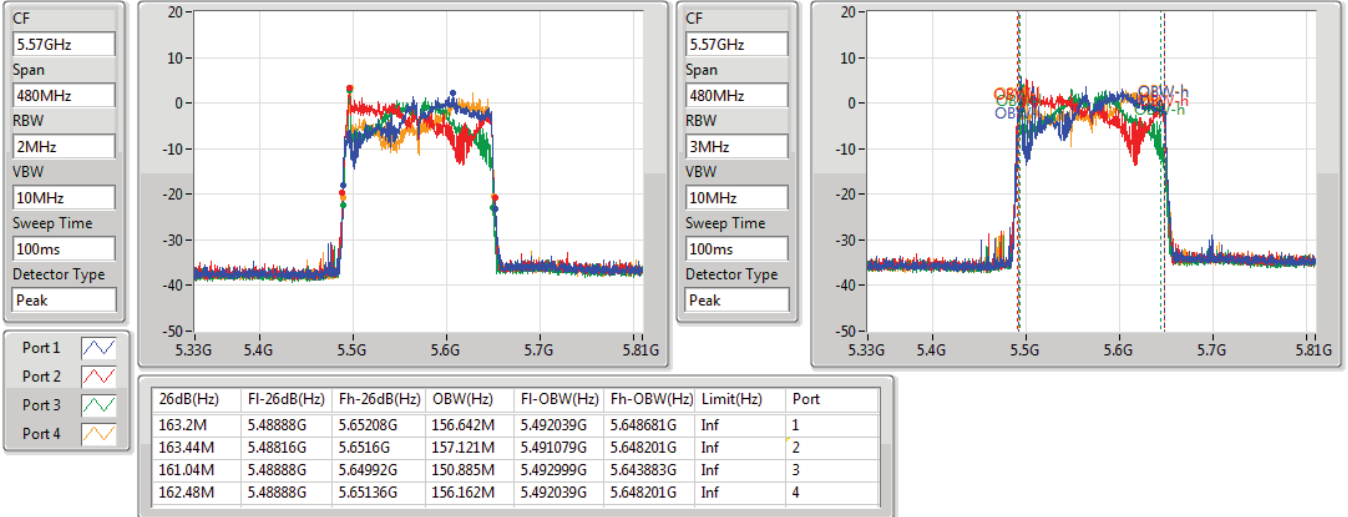 CF
5.57GHz
Span
480MHz
RBW
2MHz
VBW
10MHz
Sweep Time
100ms
Detector Type
Peak
20
10
0
-10
-20
-30
-40
-50
5.33G 5.4G 5.5G 5.6G 5.7G 5.81G
CF
5.57GHz
Span
480MHz
RBW
3MHz
VBW
10MHz
Sweep Time
100ms
Detector Type
Peak
20
10
0
-10
-20
-30
-40
-50
OBW-h
OBW-h
5.33G 5.4G 5.5G 5.6G 5.7G 5.81G
Port 1
Port 2
Port 3
Port 4
26dB(Hz) Fl-26dB(Hz) Fh-26dB(Hz) OBW(Hz) Fl-OBW(Hz) Fh-OBW(Hz) Limit(Hz) Port
163.2M 5.48888G 5.65208G 156.642M 5.492039G 5.648681G Inf 1
163.44M 5.48816G 5.6516G 157.121M 5.491079G 5.648201G Inf 2
161.04M 5.48888G 5.64992G 150.885M 5.492999G 5.643883G Inf 3
162.48M 5.48888G 5.65136G 156.162M 5.492039G 5.648201G Inf 4